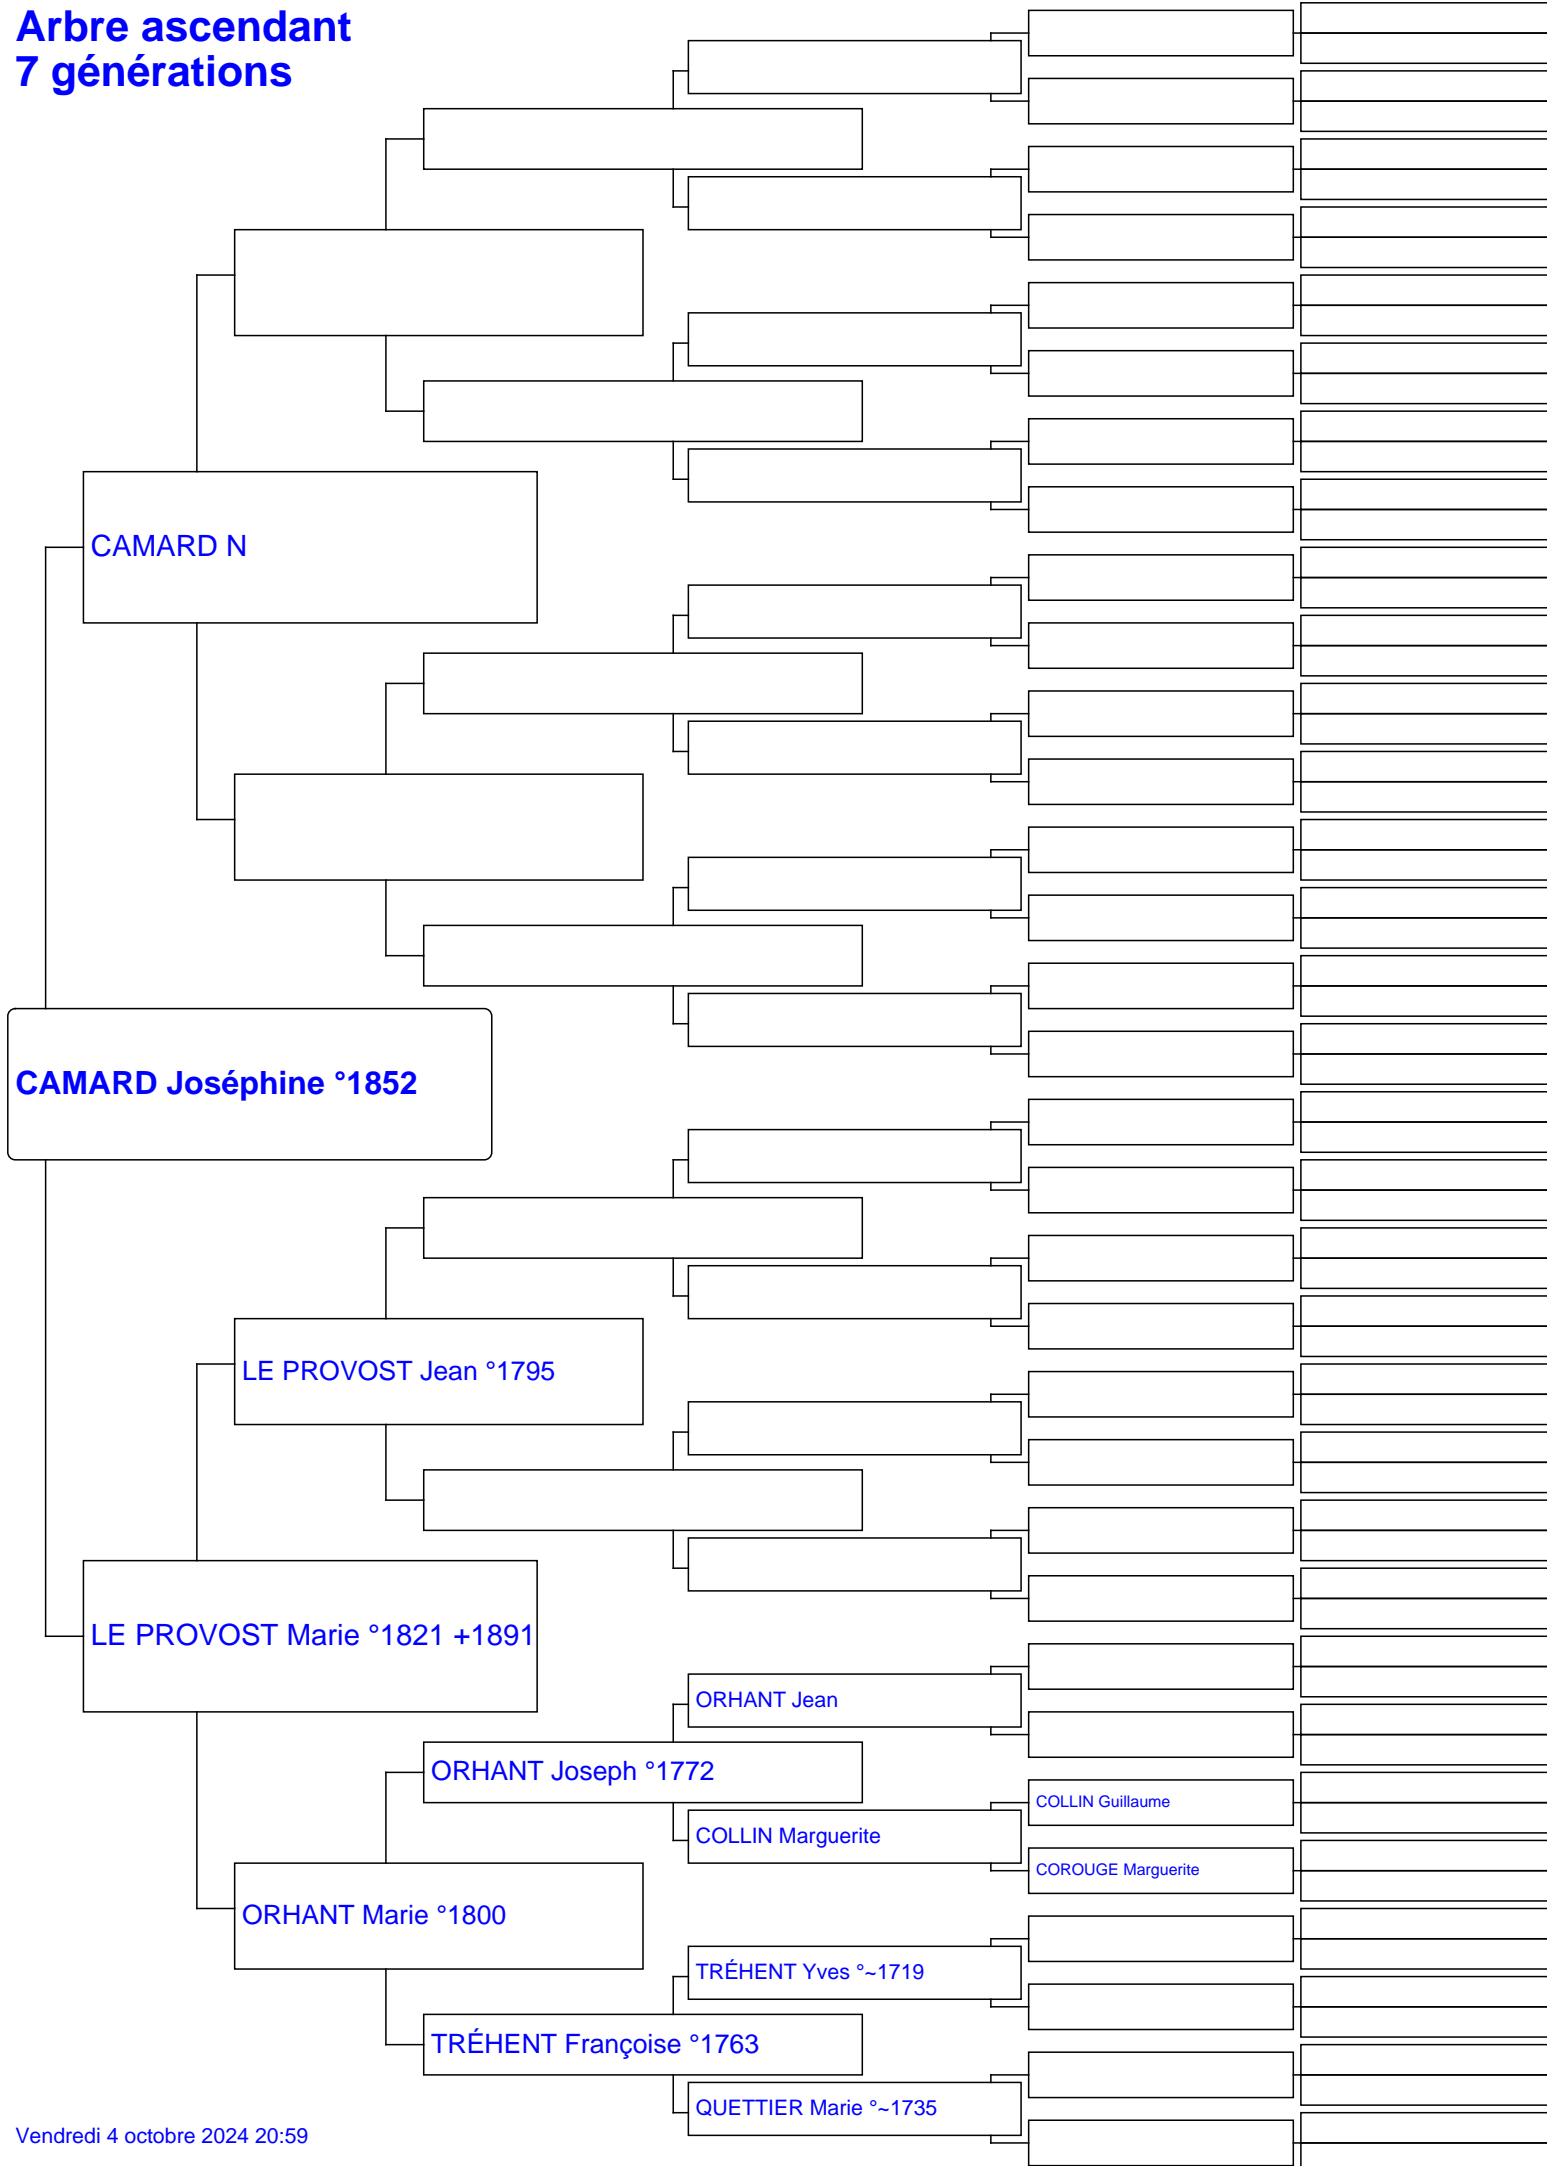 Arbre ascendant
7 générations
CAMARD N
CAMARD Joséphine °1852
LE PROVOST Jean °1795
LE PROVOST Marie °1821 +1891
ORHANT Jean
ORHANT Joseph °1772
COLLIN Guillaume
COLLIN Marguerite
COROUGE Marguerite
ORHANT Marie °1800
TRÉHENT Yves °~1719
TRÉHENT Françoise °1763
QUETTIER Marie °~1735
Vendredi 4 octobre 2024 20:59